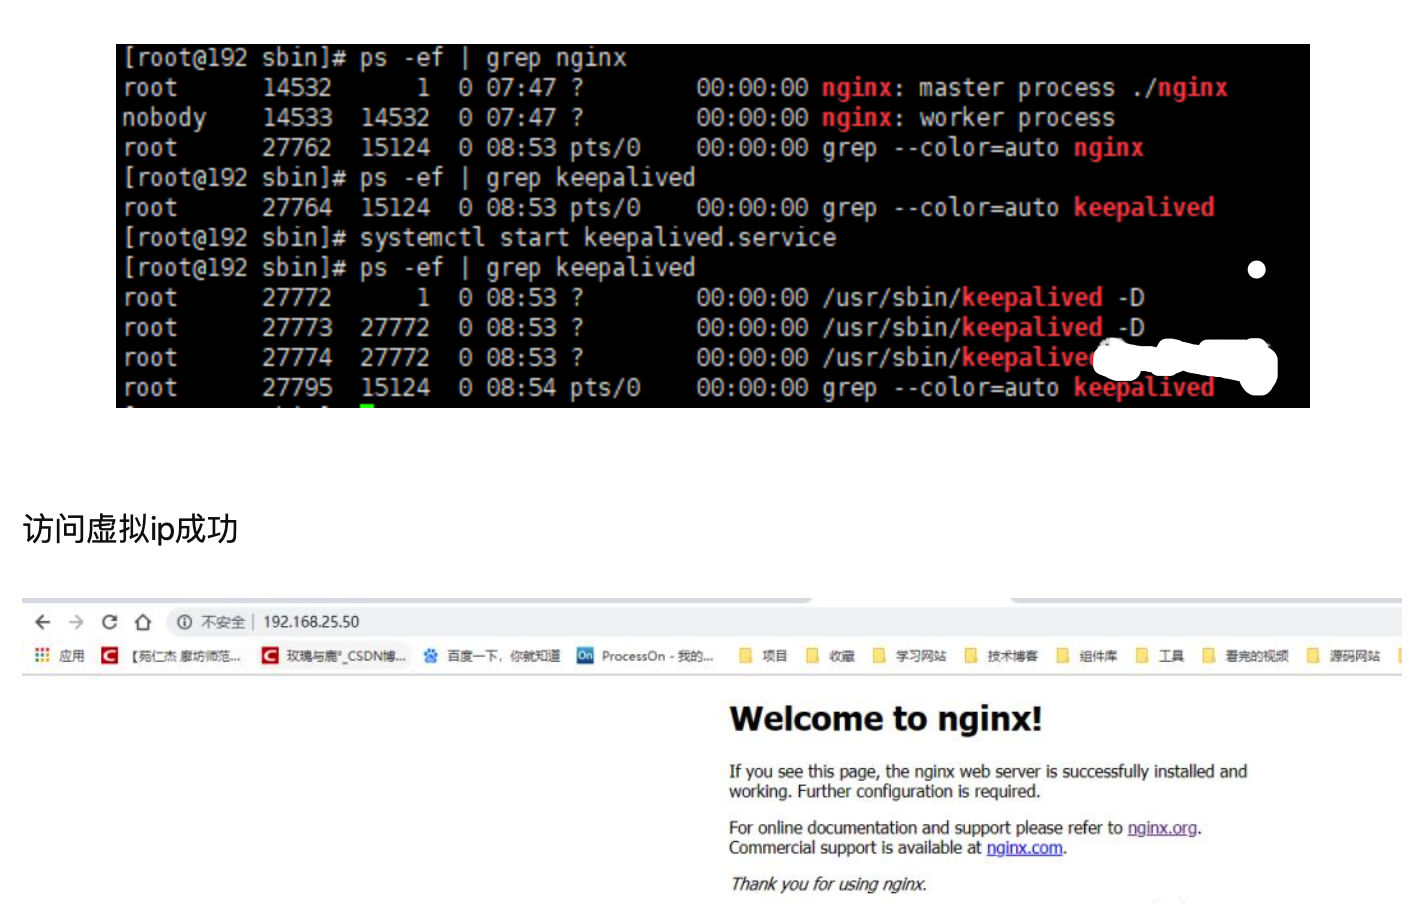 [root@192 sbin]# ps -ef | grep nginx
root 14532 1 0 07:47 ? 00:00:00 nginx: master process ./nginx
nobody 14533 14532 0 07:47 ? 00:00:00 nginx: worker process
root 27762 15124 0 08:53 pts/0 00:00:00 grep --color=auto nginx
[root@192 sbin]# ps -ef | grep keepalived
root 27764 15124 0 08:53 pts/0 00:00:00 grep --color=auto keepalived
[root@192 sbin]# systemctl start keepalived.service
[root@192 sbin]# ps -ef | grep keepalived
root 27772 1 0 08:53 ? 00:00:00 /usr/sbin/keepalived -D
root 27773 27772 0 08:53 ? 00:00:00 /usr/sbin/keepalived -D
root 27774 27772 0 08:53 ? 00:00:00 /usr/sbin/keepalive
root 27795 15124 0 08:54 pts/0 00:00:00 grep --color=auto keepalived
访问虚拟ip成功
不安全 | 192.168.25.50
应用 【苑仁杰 廊坊师范... 玫瑰与鹿°_CSDN博... 百度一下，你就知道 On ProcessOn - 我的... 项目 收藏 学习网站 技术博客 组件库 工具 看完的视频 源码网站
Welcome to nginx!
If you see this page, the nginx web server is successfully installed and
working. Further configuration is required.
For online documentation and support please refer to nginx.org.
Commercial support is available at nginx.com.
Thank you for using nginx.